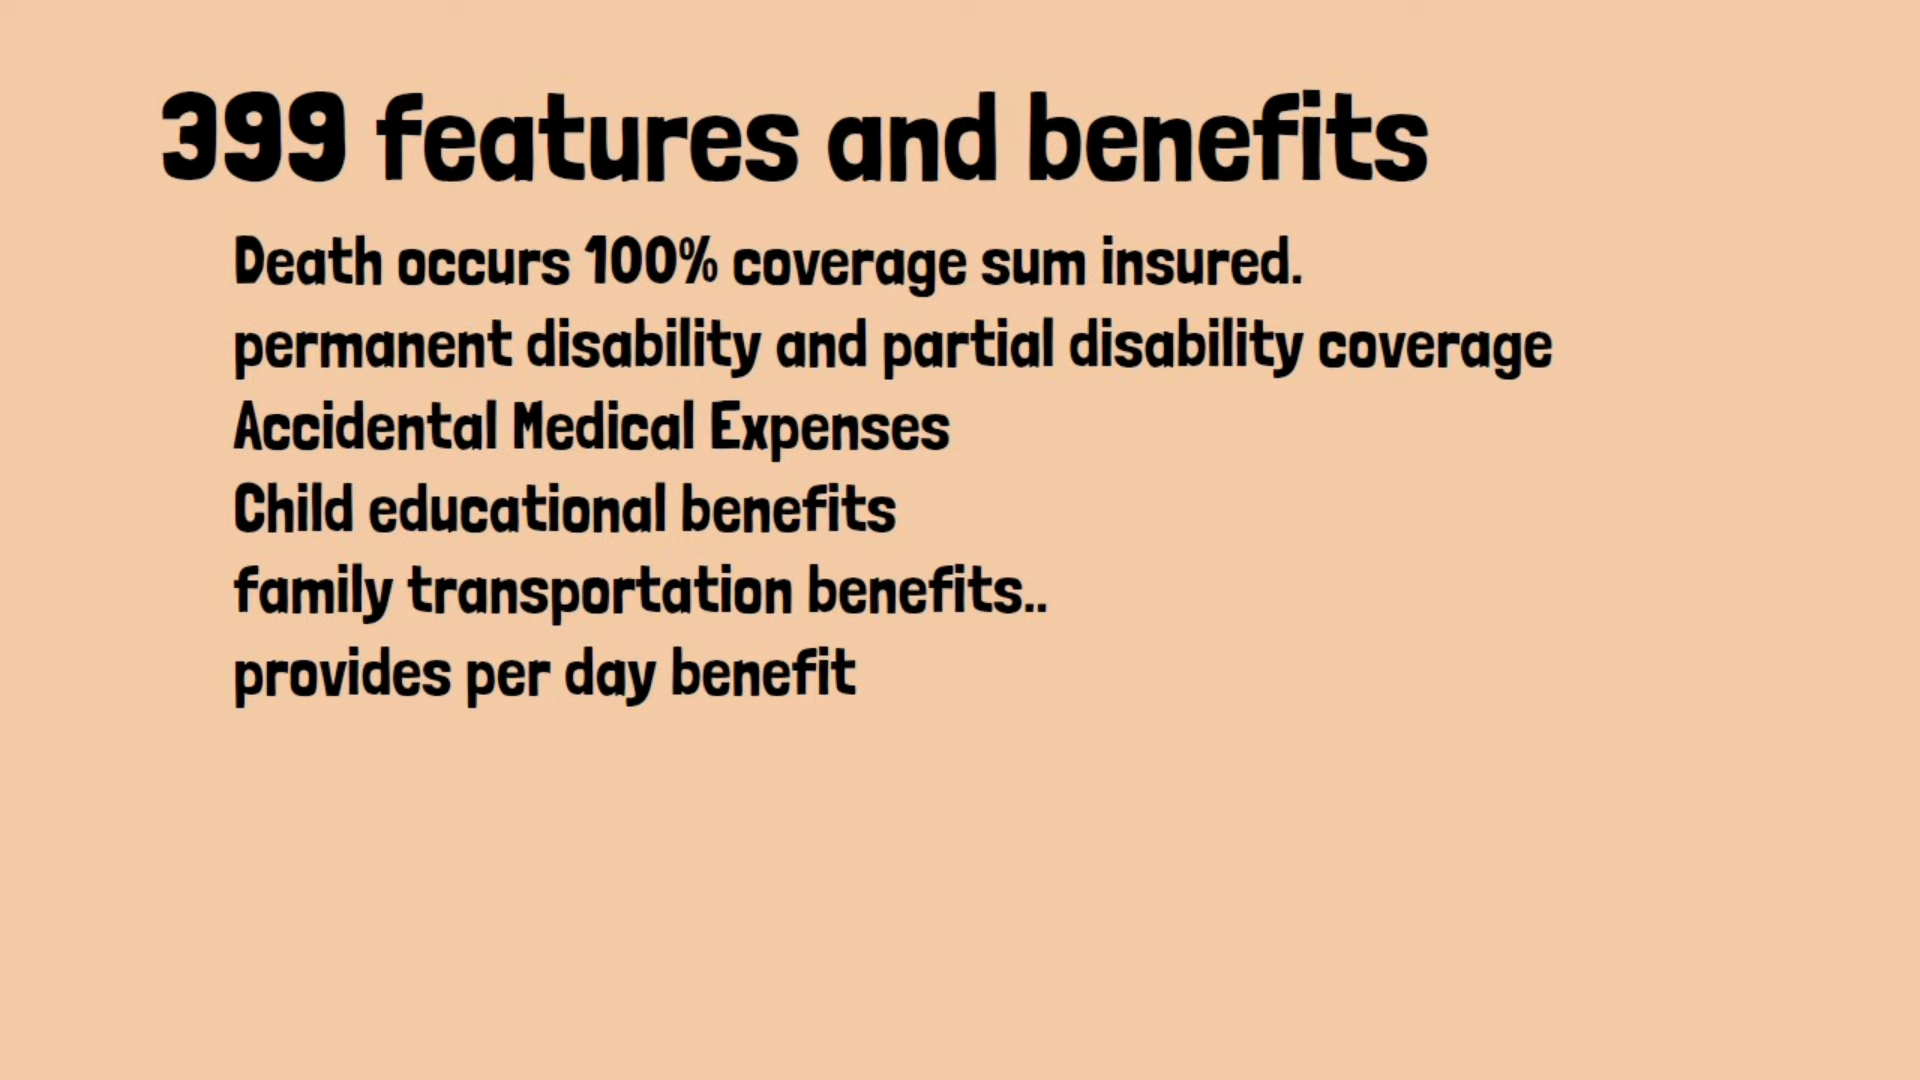 399 features and benefits
Death occurs 100% coverage sum insured.
permanent disability and partial disability coverage
Accidental Medical Expenses
Child educational benefits
family transportation benefits..
provides per day benefit